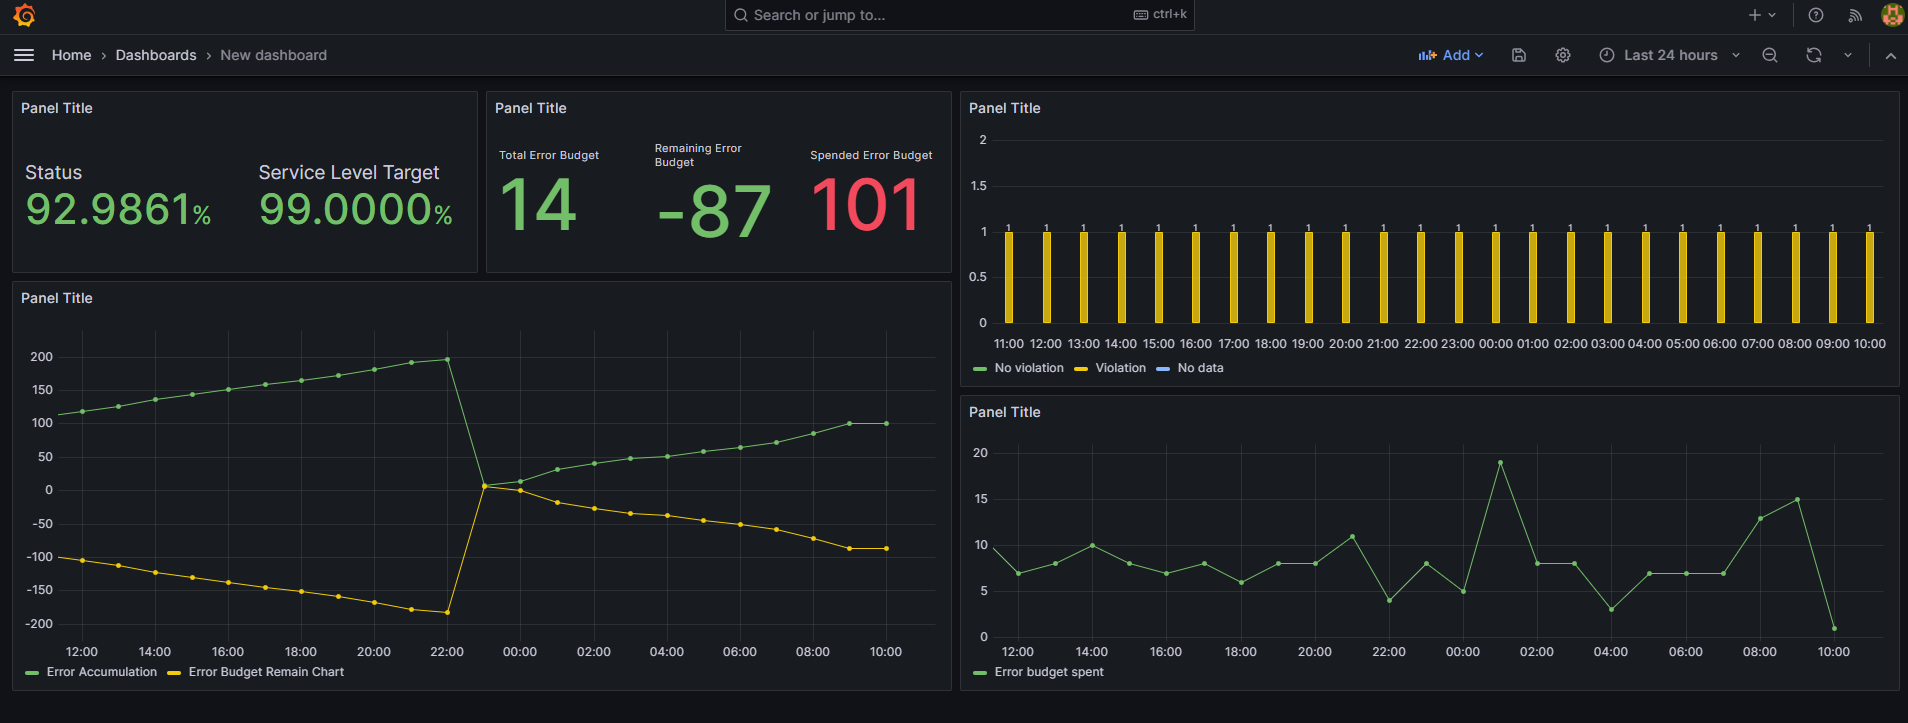 Search or jump to...
ctrl+k
Home › Dashboards › New dashboard
Add
Last 24 hours
Panel Title
Status
92.9861%
Service Level Target
99.0000%
Panel Title
Total Error Budget
14
Remaining Error
Budget
-87
Spended Error Budget
101
Panel Title
2
1.5
1
0.5
0
1 1 1 1 1 1 1 1 1 1 1 1 1 1 1 1 1 1 1 1 1 1 1 1
11:00 12:00 13:00 14:00 15:00 16:00 17:00 18:00 19:00 20:00 21:00 22:00 23:00 00:00 01:00 02:00 03:00 04:00 05:00 06:00 07:00 08:00 09:00 10:00
No violation Violation No data
Panel Title
200
150
100
50
0
-50
-100
-150
-200
12:00 14:00 16:00 18:00 20:00 22:00 00:00 02:00 04:00 06:00 08:00 10:00
Error Accumulation Error Budget Remain Chart
Panel Title
20
15
10
5
0
12:00 14:00 16:00 18:00 20:00 22:00 00:00 02:00 04:00 06:00 08:00 10:00
Error budget spent